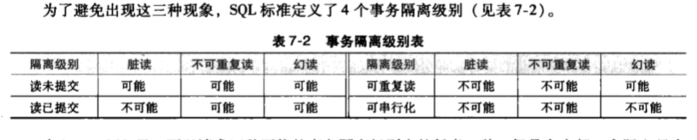 为了避免出现这三种现象，SQL 标准定义了 4 个事务隔离级别（见表 7-2）。
表 7-2 事务隔离级别表
隔离级别 脏读 不可重复读 幻读 隔离级别 脏读 不可重复读 幻读
读未提交 可能 可能 可能 可重复读 不可能 不可能 可能
读已提交 不可能 可能 可能 可串行化 不可能 不可能 不可能